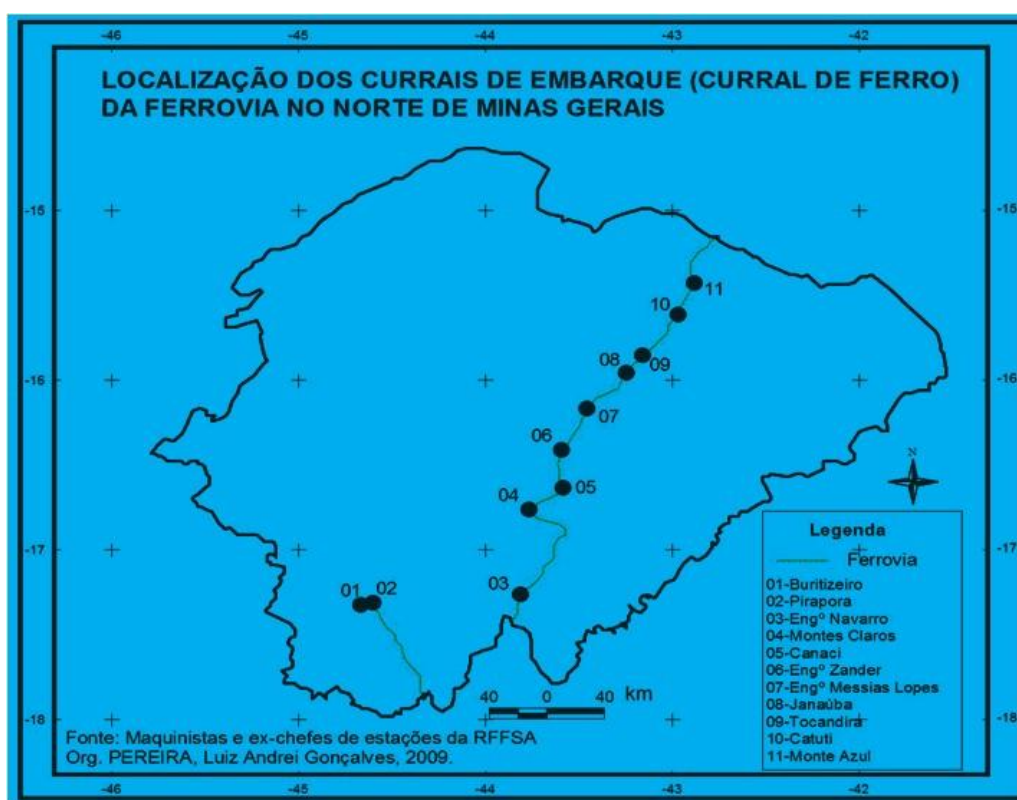 -46 -45 -44 -43 -42
LOCALIZAÇÃO DOS CURRAIS DE EMBARQUE (CURRAL DE FERRO)
DA FERROVIA NO NORTE DE MINAS GERAIS
-15 -15
11
10
08 09
-16 -16
07
06
05
04
N
Legenda
-17 Ferrovia -17
01 02 03
01-Buritizeiro
02-Pirapora
03-Engº Navarro
04-Montes Claros
05-Canaci
06-Engº Zander
07-Engº Messias Lopes
08-Janaúba
09-Tocandira
10-Catuti
11-Monte Azul
40 0 40 km
-18 -18
Fonte: Maquinistas e ex-chefes de estações da RFFSA
Org. PEREIRA, Luiz Andrei Gonçalves, 2009.
-46 -45 -44 -43 -42